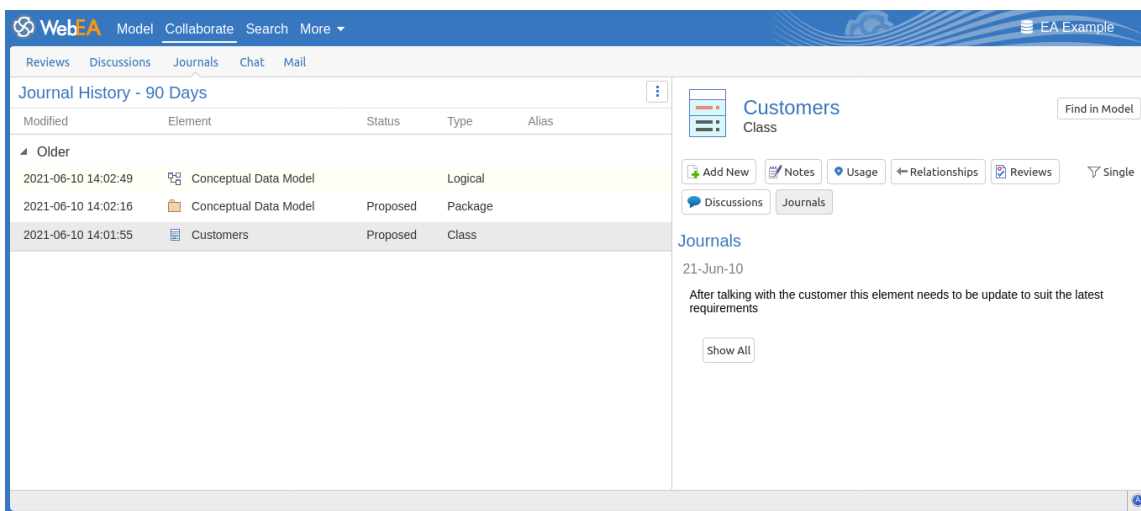 WebEA Model Collaborate Search More EA Example
Reviews Discussions Journals Chat Mail
Journal History - 90 Days
Modified Element Status Type Alias
Older
2021-06-10 14:02:49 Conceptual Data Model Logical
2021-06-10 14:02:16 Conceptual Data Model Proposed Package
2021-06-10 14:01:55 Customers Proposed Class
Customers
Class
Find in Model
Add New Notes Usage Relationships Reviews Single
Discussions Journals
Journals
21-Jun-10
After talking with the customer this element needs to be update to suit the latest
requirements
Show All